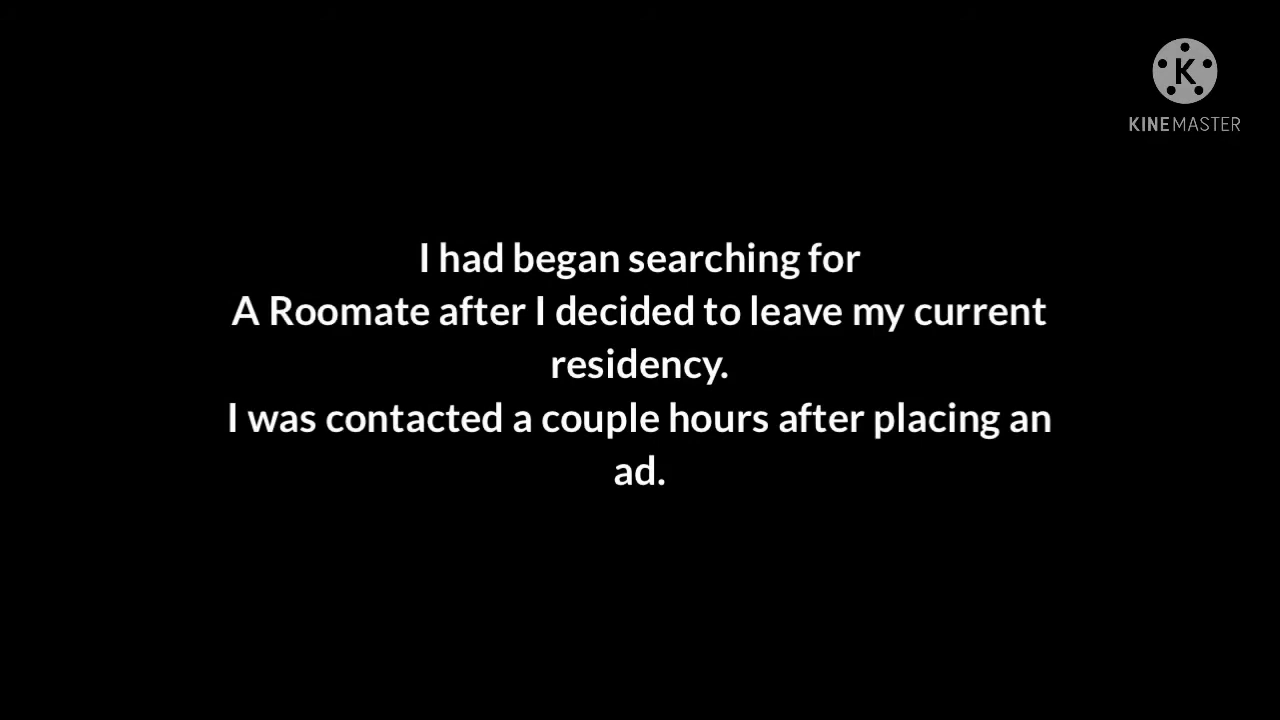 K
KINEMASTER
I had began searching for
A Roomate after I decided to leave my current
residency.
I was contacted a couple hours after placing an
ad.